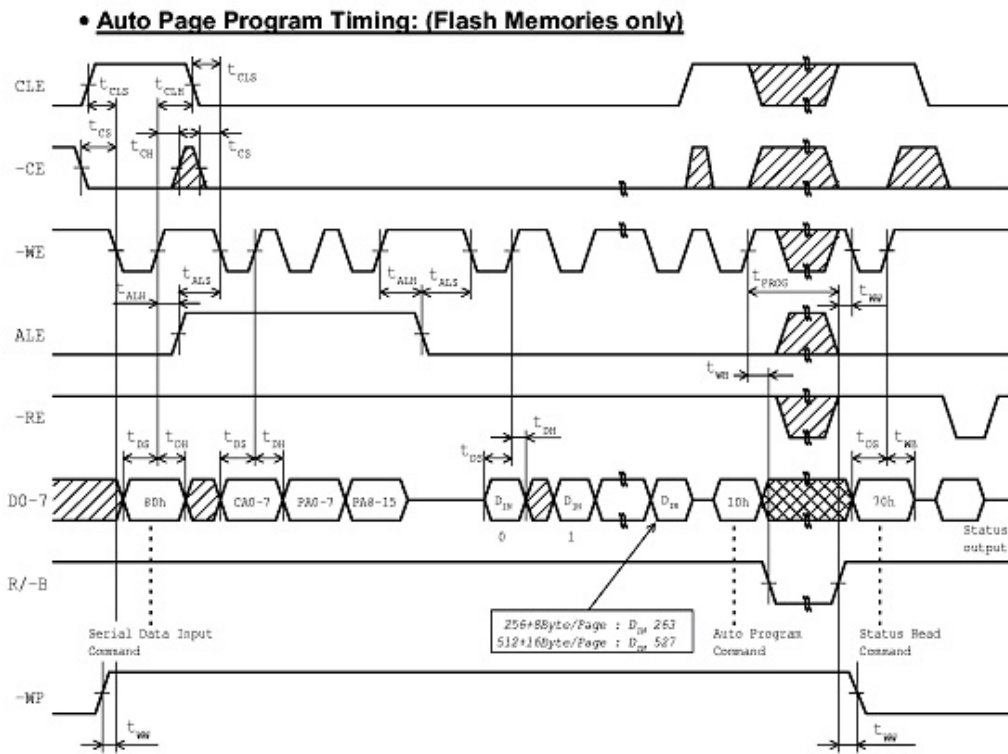 • Auto Page Program Timing: (Flash Memories only)
CLE
tCLS
tCLH
tCLS
tCS
tCH
tCS
-CE
-WE
tALH
tALS
tALH
tALS
tPROG
tWW
ALE
tWB
-RE
tDS
tDH
tDS
tDH
tDS
tDH
tDS
tWB
D0-7
80h
CA0-7
PA0-7
PA8-15
DIN
DIN
DIN
10h
70h
0
1
Status output
R/-B
256+8Byte/Page : DIN 263
512+16Byte/Page : DIN 527
Serial Data Input Command
Auto Program Command
Status Read Command
-WP
tWW
tWW